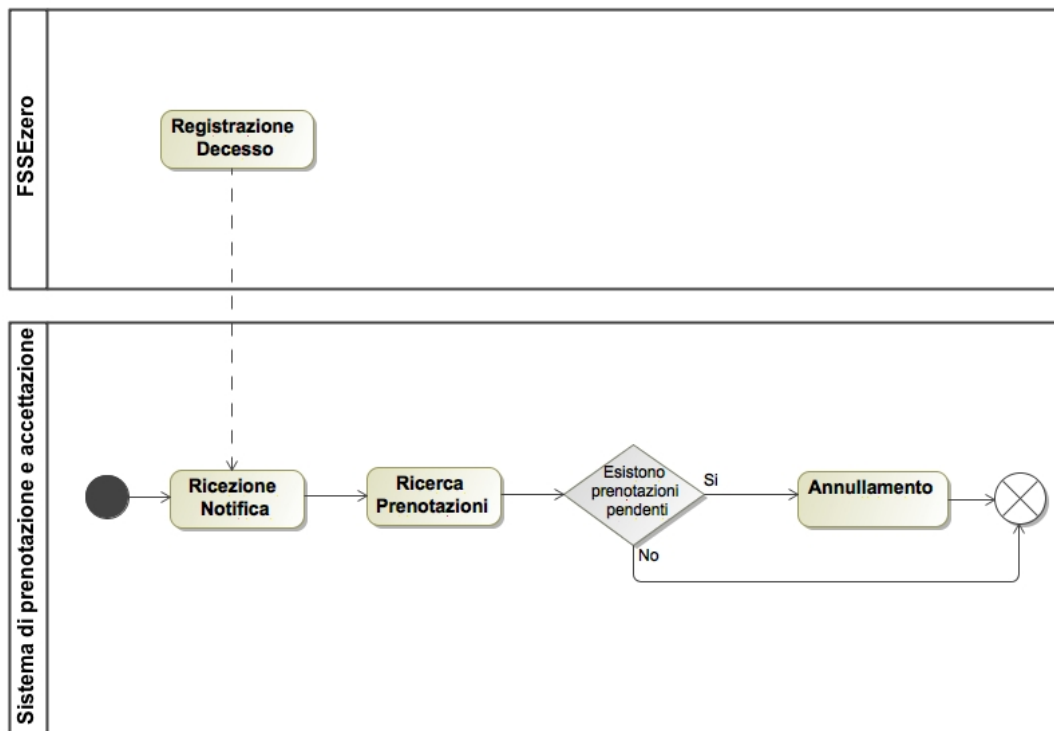 FSSEzero
Registrazione
Decesso
Sistema di prenotazione e accettazione
Ricezione
Notifica
Ricerca
Prenotazioni
Esistono
prenotazioni
pendenti
Si
No
Annullamento